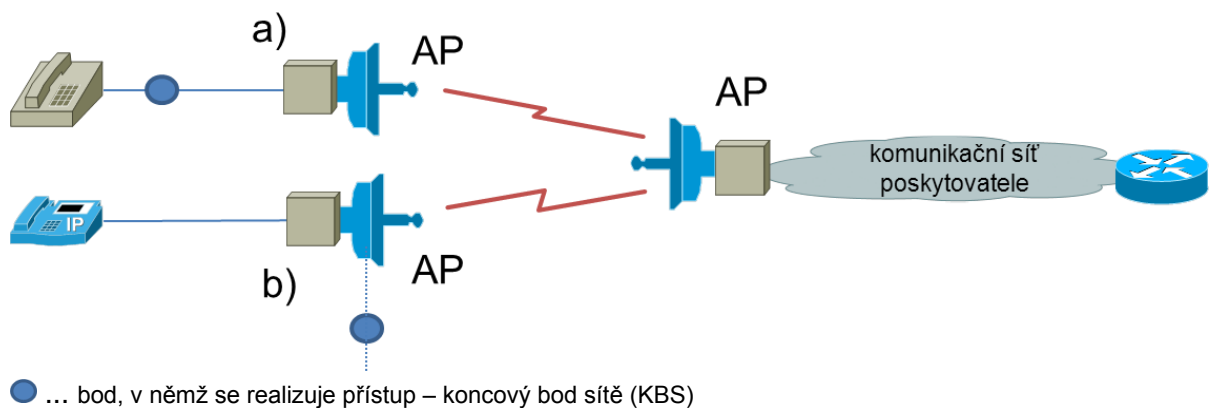 a)
AP
AP
komunikační síť
poskytovatele
IP
AP
b)
... bod, v němž se realizuje přístup – koncový bod sítě (KBS)